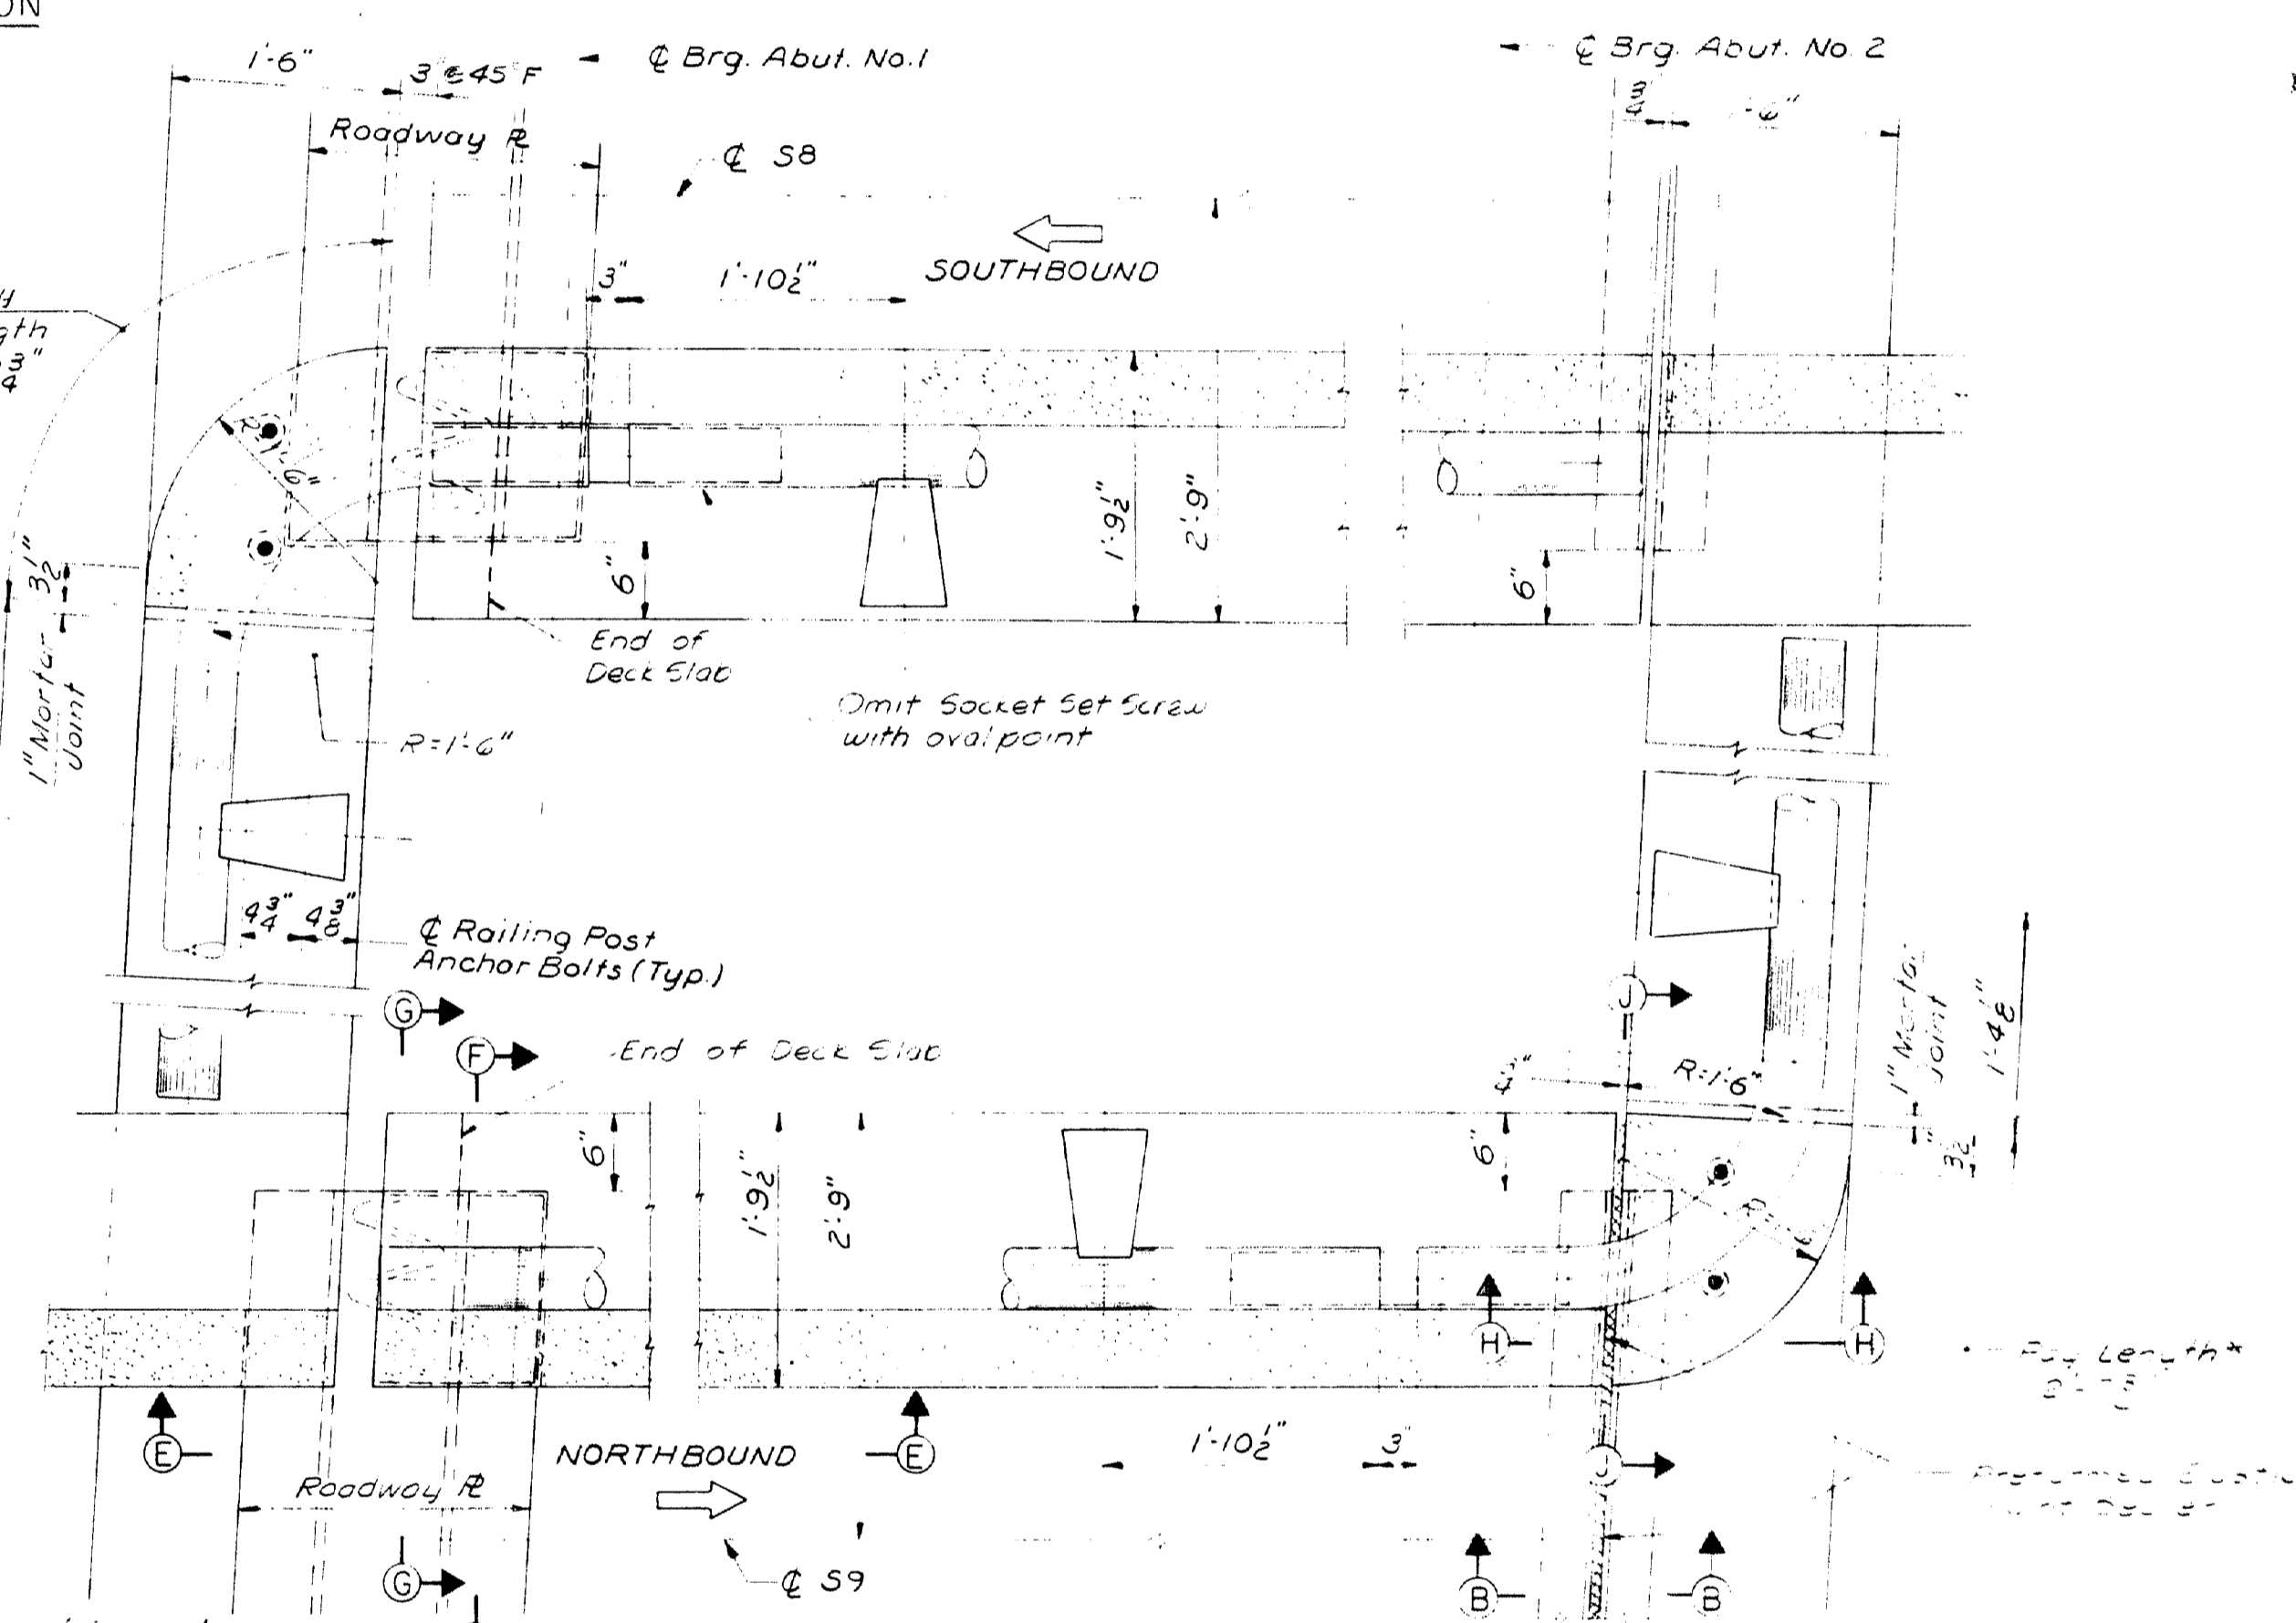 1'-6"
3" @ 45°F
℄ Brg. Abut. No.1
℄ Brg. Abut. No. 2
Roadway ℞
3/4
℄ S8
SOUTHBOUND
3"
1'-10½"
R=1'-6"
1'-9½"
2'-9"
6"
6"
3½"
1" Mortar
Joint
End of
Deck Slab
Omit Socket Set Screw
with oval point
R=1'-6"
4¾"
4⅜"
℄ Railing Post
Anchor Bolts (Typ.)
G
F
End of Deck Slab
R=1'-6"
1" Mortar
Joint
3½"
6"
1'-9½"
2'-9"
6"
H
H
Pay Length*
E
E
NORTHBOUND
1'-10½"
3"
Roadway ℞
G
℄ S9
B
B